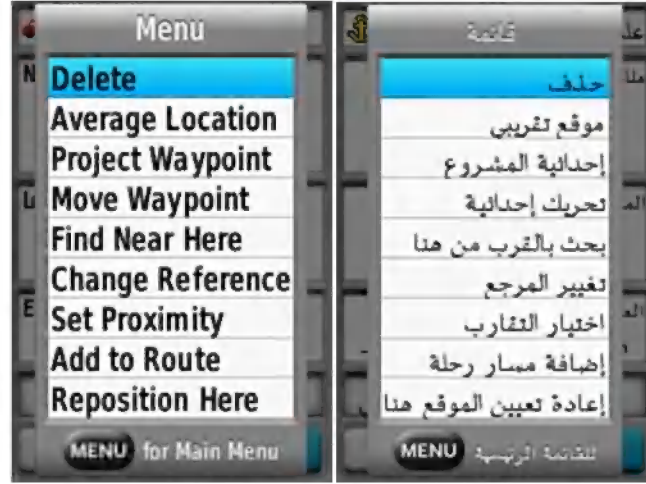 Menu
Delete
Average Location
Project Waypoint
Move Waypoint
Find Near Here
Change Reference
Set Proximity
Add to Route
Reposition Here
MENU for Main Menu
قائمة
حذف
موقع تقريبي
إحداثية المشروع
تحريك إحداثية
بحث بالقرب من هنا
تغيير المرجع
اختيار التقارب
إضافة مسار رحلة
إعادة تعيين الموقع هنا
MENU للقائمة الرئيسية